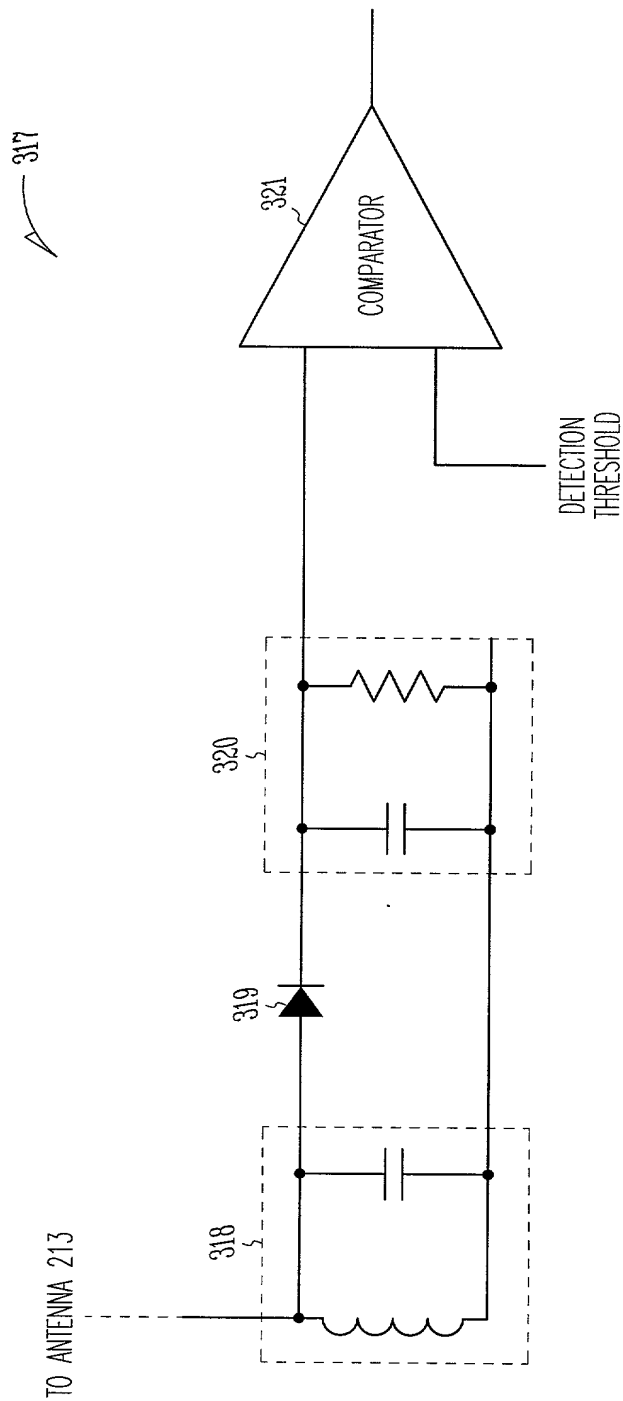 317
321
COMPARATOR
DETECTION
THRESHOLD
320
319
318
TO ANTENNA 213